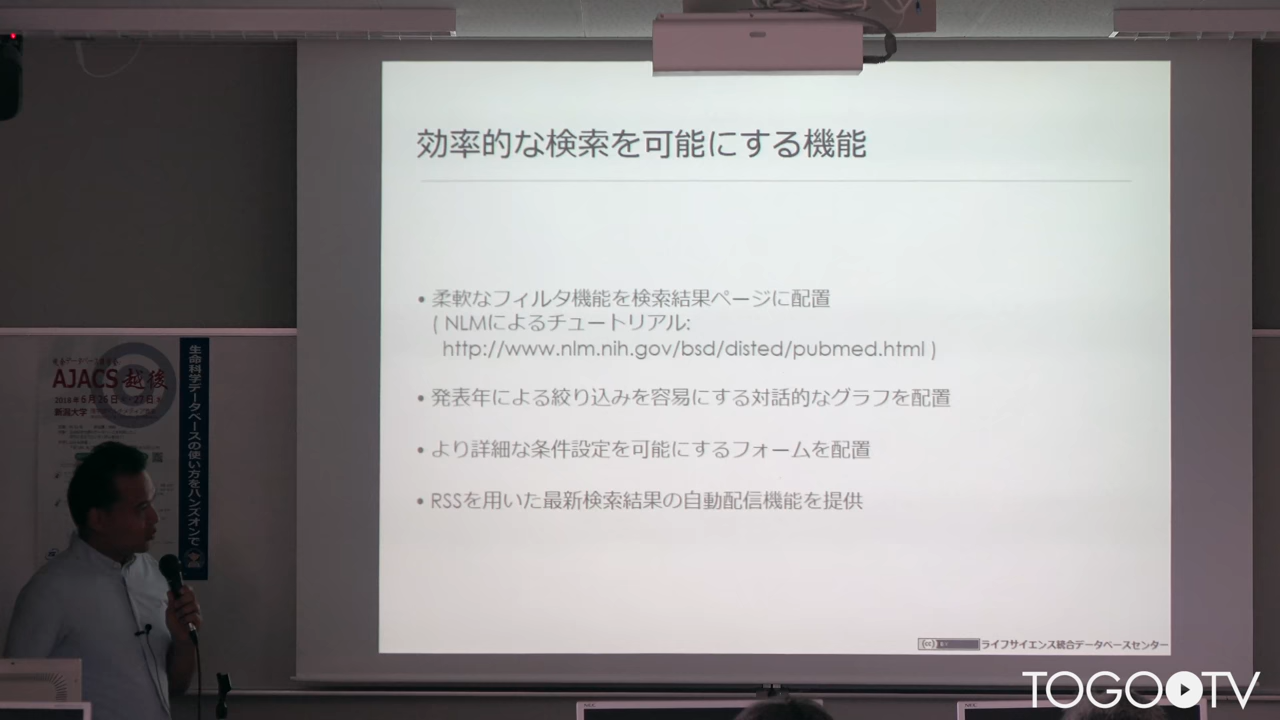 効率的な検索を可能にする機能
• 柔軟なフィルタ機能を検索結果ページに配置
( NLMによるチュートリアル:
http://www.nlm.nih.gov/bsd/disted/pubmed.html )
• 発表年による絞り込みを容易にする対話的なグラフを配置
• より詳細な条件設定を可能にするフォームを配置
• RSSを用いた最新検索結果の自動配信機能を提供
ライフサイエンス統合データベースセンター
AJACS越後
新潟大学
生命科学データベースの使い方をハンズオンで
TOGOTV